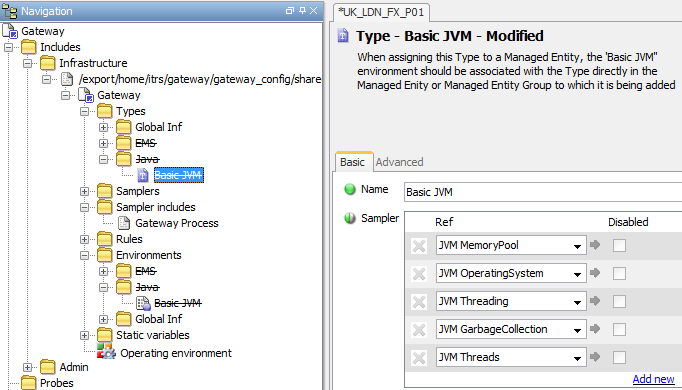 Navigation
Gateway
Includes
Infrastructure
/export/home/itrs/gateway/gateway_config/share
Gateway
Types
Global Inf
EMS
Java
Basic JVM
Samplers
Sampler includes
Gateway Process
Rules
Environments
EMS
Java
Basic JVM
Global Inf
Static variables
Operating environment
Admin
Probes
*UK_LDN_FX_P01
Type - Basic JVM - Modified
When assigning this Type to a Managed Entity, the 'Basic JVM"
environment should be associated with the Type directly in the
Managed Enity or Managed Entity Group to which it is being added
Basic Advanced
Name Basic JVM
Sampler Ref Disabled
JVM MemoryPool
JVM OperatingSystem
JVM Threading
JVM GarbageCollection
JVM Threads
Add new